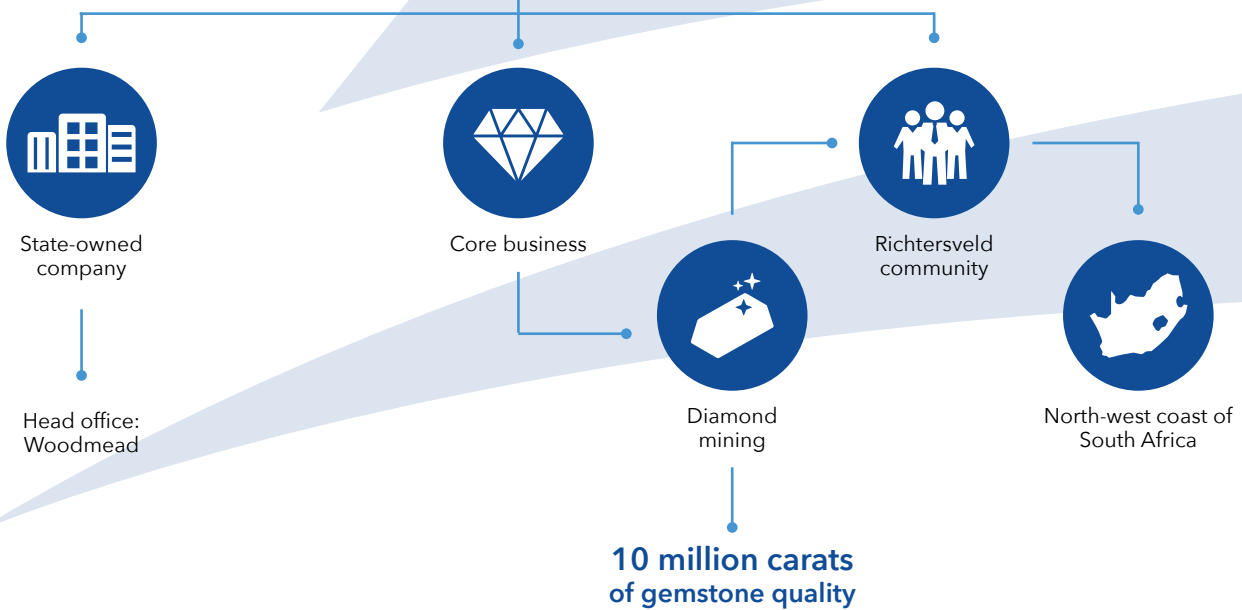 State-owned
company
Core business
Richtersveld
community
Head office:
Woodmead
Diamond
mining
North-west coast of
South Africa
10 million carats
of gemstone quality